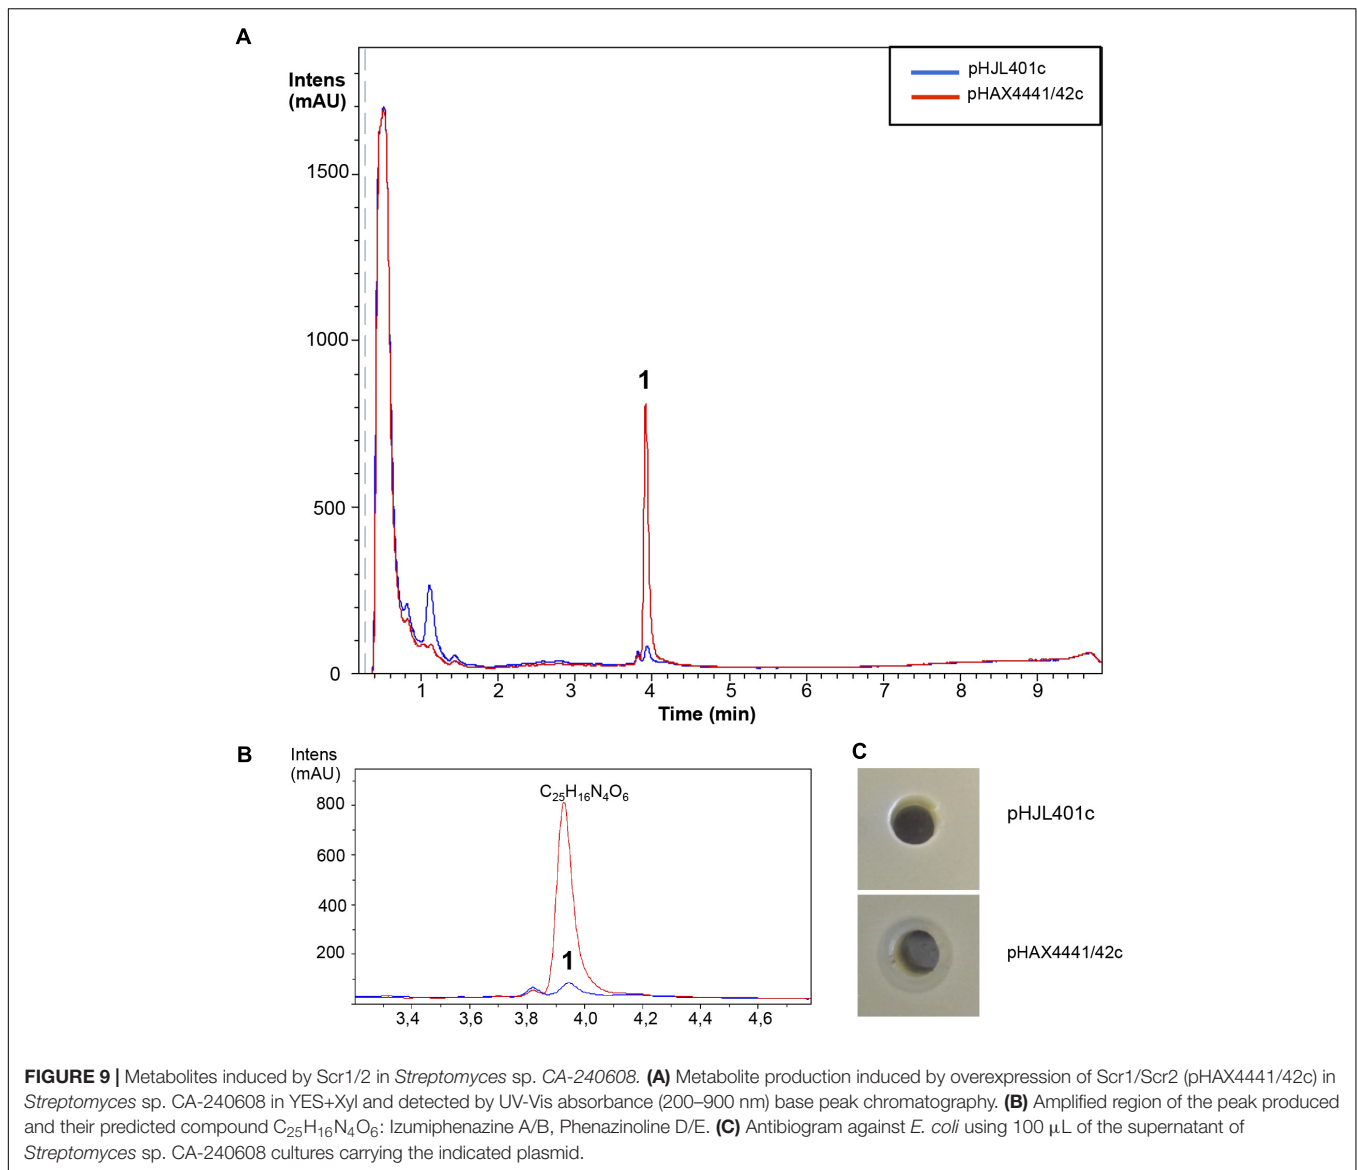 A
Intens
(mAU)
pHJL401c
pHAX4441/42c
1500
1000
500
0
1
1 2 3 4 5 6 7 8 9
Time (min)
B
Intens
(mAU)
C25H16N4O6
800
600
400
200
1
3,4 3,6 3,8 4,0 4,2 4,4 4,6
C
pHJL401c
pHAX4441/42c
FIGURE 9 | Metabolites induced by Scr1/2 in Streptomyces sp. CA-240608. (A) Metabolite production induced by overexpression of Scr1/Scr2 (pHAX4441/42c) in
Streptomyces sp. CA-240608 in YES+Xyl and detected by UV-Vis absorbance (200–900 nm) base peak chromatography. (B) Amplified region of the peak produced
and their predicted compound C25H16N4O6: Izumiphenazine A/B, Phenazinoline D/E. (C) Antibiogram against E. coli using 100 μL of the supernatant of
Streptomyces sp. CA-240608 cultures carrying the indicated plasmid.